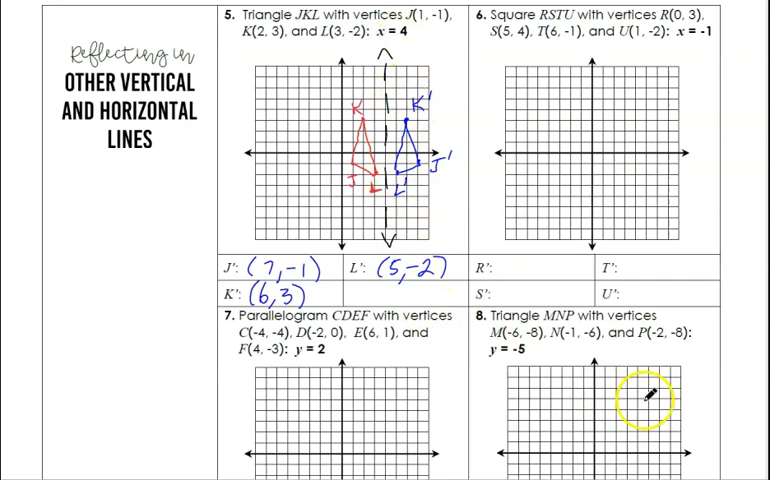 Reflecting in
OTHER VERTICAL
AND HORIZONTAL
LINES
5. Triangle JKL with vertices J(1, -1),
K(2, 3), and L(3, -2): x = 4
K
K'
J
L
L'
J'
J': (7,-1)
L': (5,-2)
K': (6,3)
6. Square RSTU with vertices R(0, 3),
S(5, 4), T(6, -1), and U(1, -2): x = -1
R':
T':
S':
U':
7. Parallelogram CDEF with vertices
C(-4, -4), D(-2, 0), E(6, 1), and
F(4, -3): y = 2
8. Triangle MNP with vertices
M(-6, -8), N(-1, -6), and P(-2, -8):
y = -5